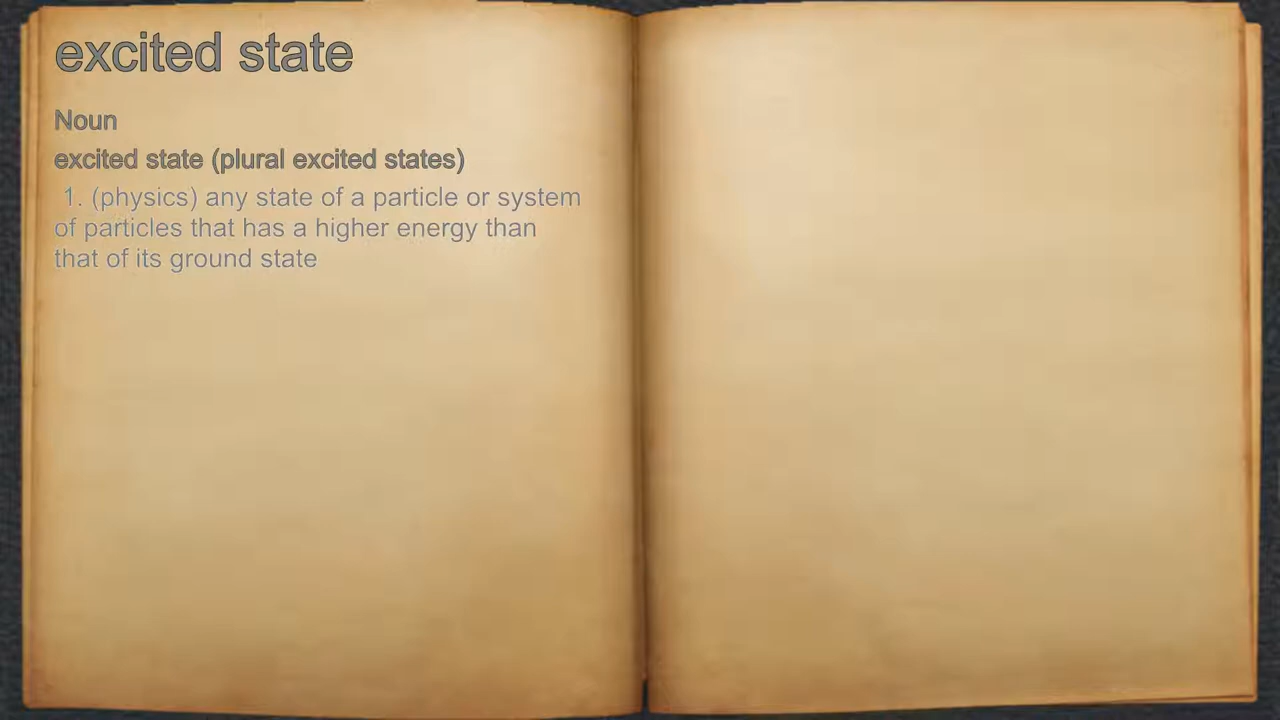 excited state
Noun
excited state (plural excited states)
1. (physics) any state of a particle or system
of particles that has a higher energy than
that of its ground state